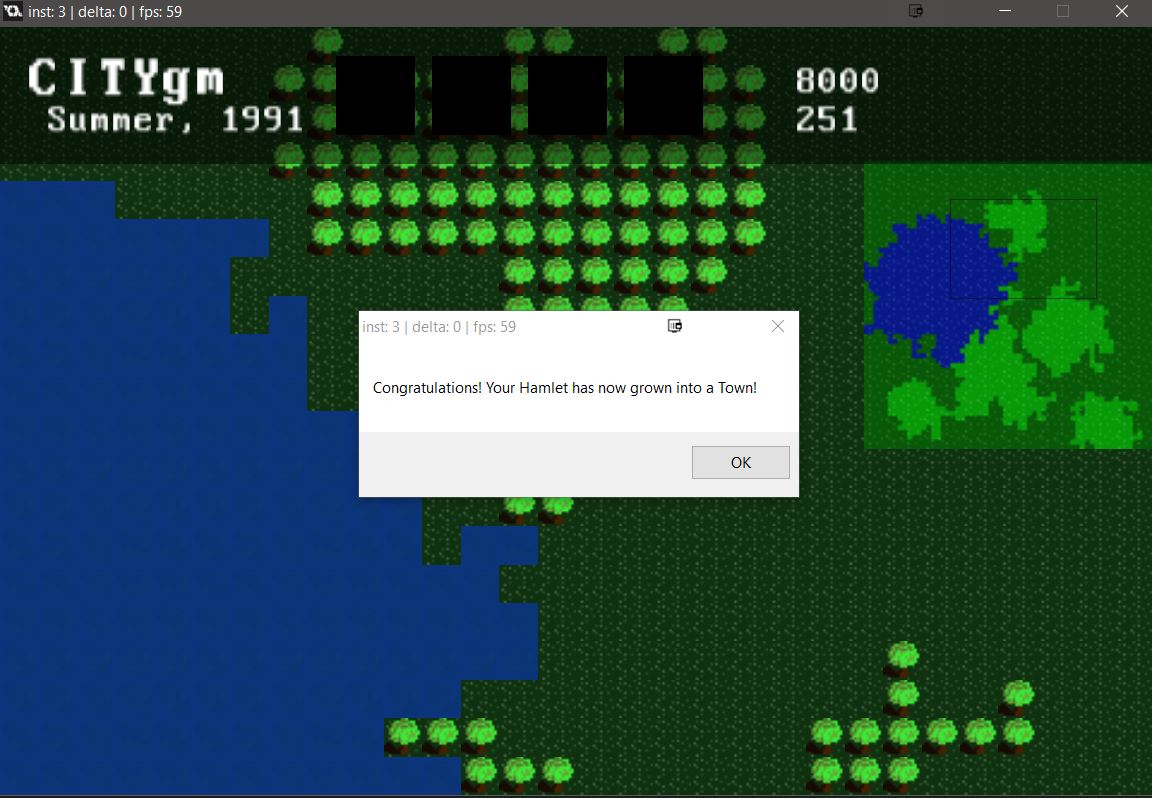 inst: 3 | delta: 0 | fps: 59
CITYgm
8000
Summer, 1991
251
inst: 3 | delta: 0 | fps: 59
Congratulations! Your Hamlet has now grown into a Town!
OK